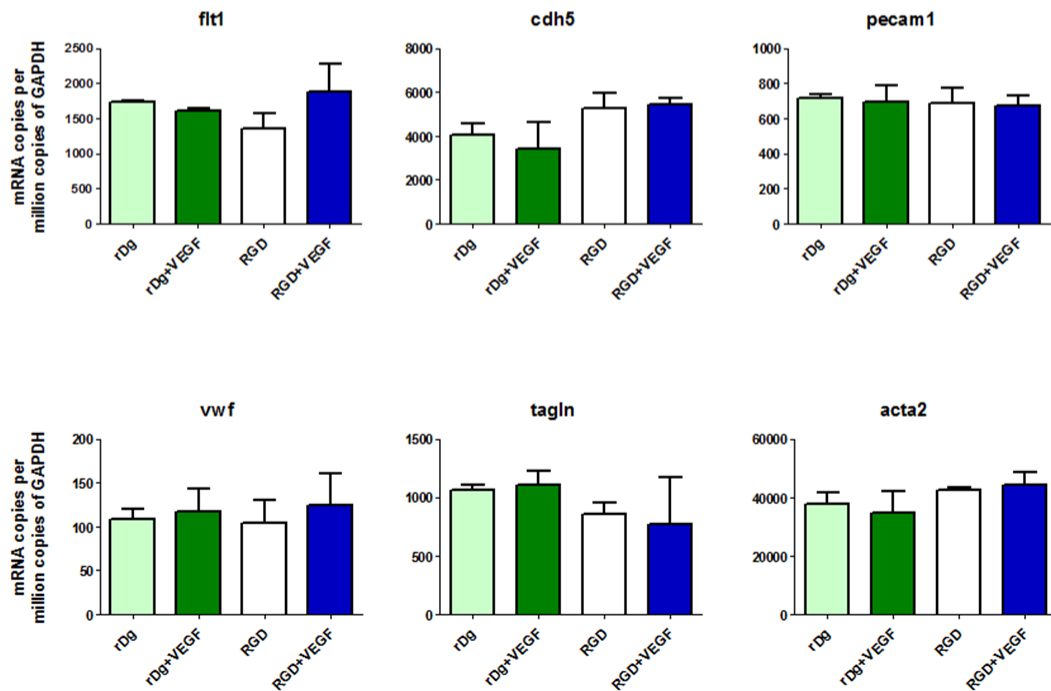 flt1
cdh5
pecam1
mRNA copies per
million copies of GAPDH
2500
2000
1500
1000
500
0
8000
6000
4000
2000
0
1000
800
600
400
200
0
rDg
rDg+VEGF
RGD
RGD+VEGF
rDg
rDg+VEGF
RGD
RGD+VEGF
rDg
rDg+VEGF
RGD
RGD+VEGF
vwf
tagln
acta2
mRNA copies per
million copies of GAPDH
200
150
100
50
0
1500
1000
500
0
60000
40000
20000
0
rDg
rDg+VEGF
RGD
RGD+VEGF
rDg
rDg+VEGF
RGD
RGD+VEGF
rDg
rDg+VEGF
RGD
RGD+VEGF